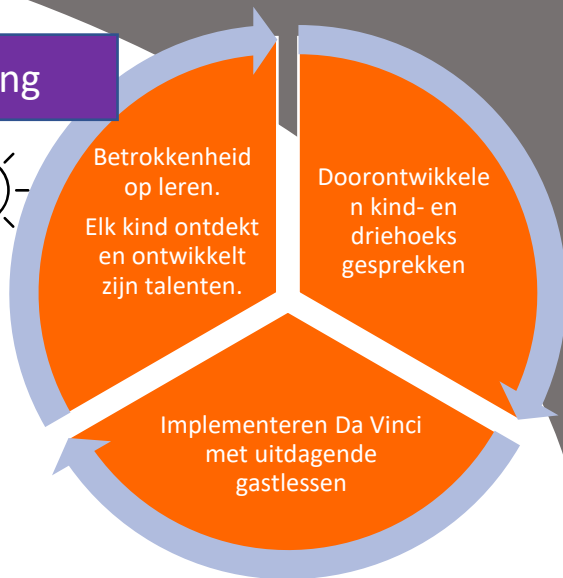 ng
Betrokkenheid
op leren.
Elk kind ontdekt
en ontwikkelt
zijn talenten.
Doorontwikkele
n kind- en
driehoeks
gesprekken
Implementeren Da Vinci
met uitdagende
gastlessen